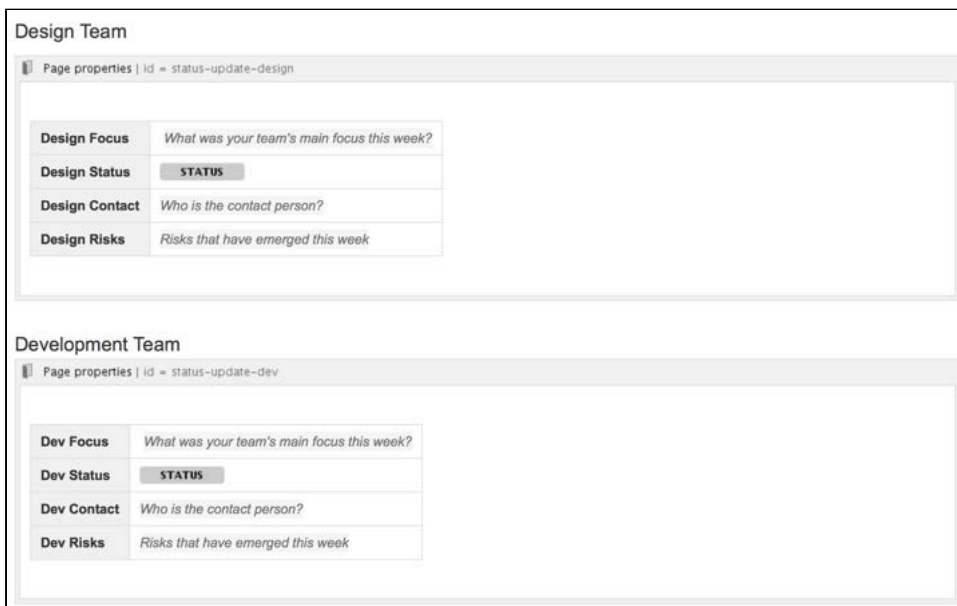 Design Team
Page properties | id = status-update-design
Design Focus What was your team's main focus this week?
Design Status STATUS
Design Contact Who is the contact person?
Design Risks Risks that have emerged this week
Development Team
Page properties | id = status-update-dev
Dev Focus What was your team's main focus this week?
Dev Status STATUS
Dev Contact Who is the contact person?
Dev Risks Risks that have emerged this week